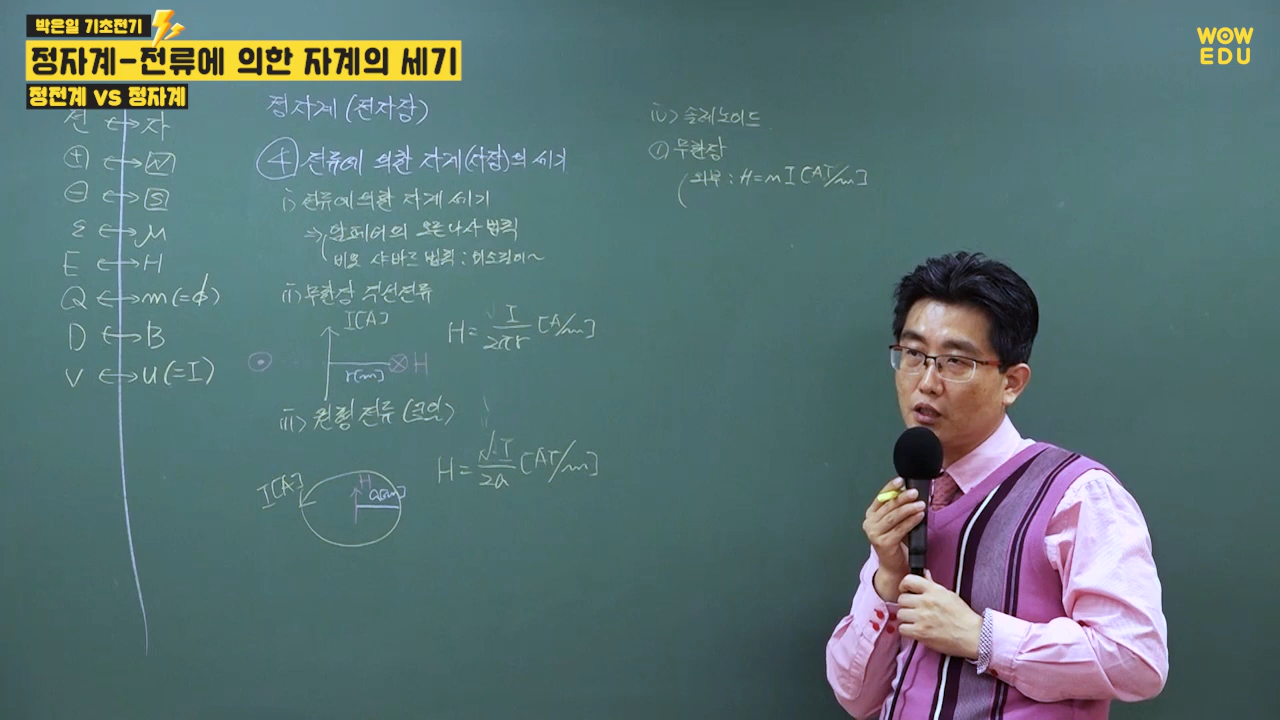 박은일 기초전기
정자계-전류에 의한 자계의 세기
정전계 vs 정자계
WOW
EDU
전 ↔ 자
⊕ ↔ N
⊖ ↔ S
ε ↔ μ
E ↔ H
Q ↔ m(=ϕ)
D ↔ B
V ↔ U(=I)
정자계(전자장)
④ 전류에 의한 자계(자장)의 세기
i> 전류에 의한 자계 세기
⇒ 암페어의 오른나사 법칙
비오 샤바르 법칙 :
ii> 무한장 직선전류
I[A]
H
r[m]
H = I/2πr [A/m]
iii> 원형 전류 (코일)
I[A]
H
a[m]
H = NI/2a [AT/m]
iv> 솔레노이드
① 무한장
외부 : H = nI [AT/m]